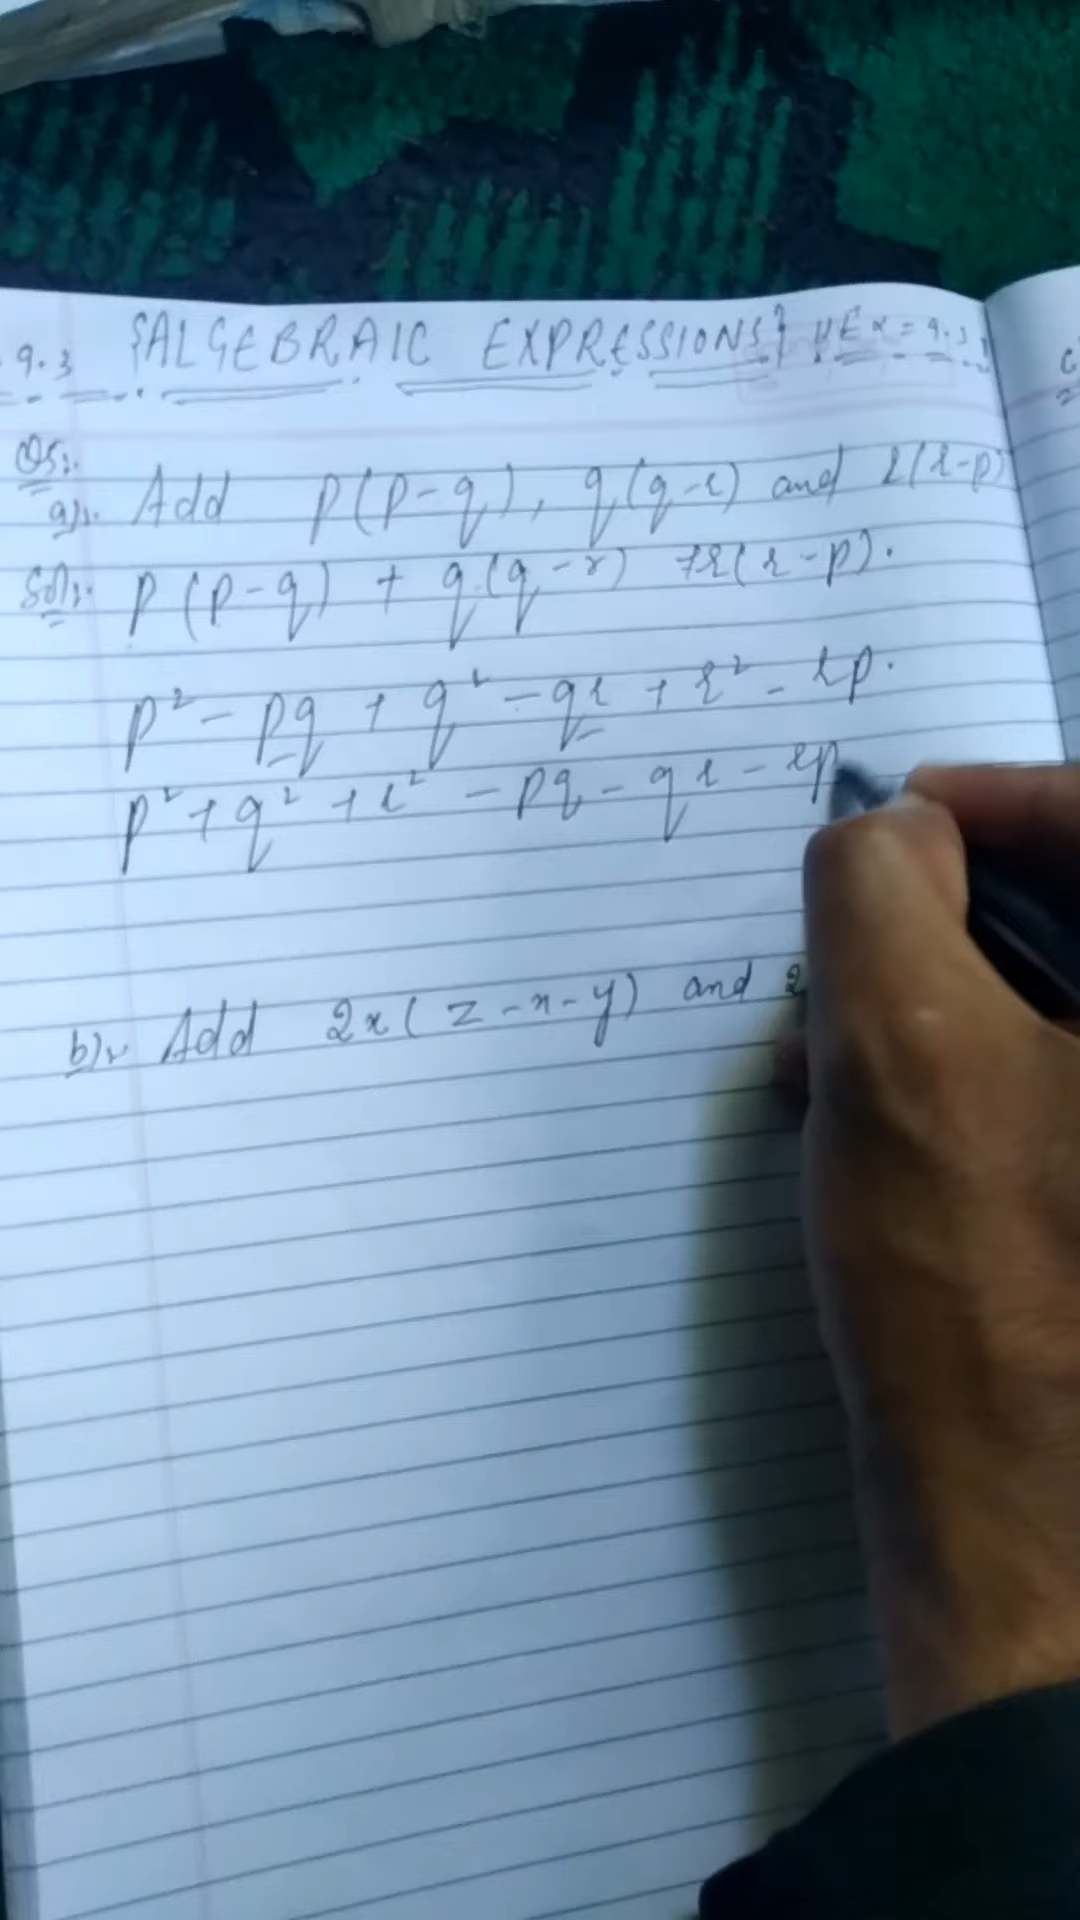 9.3 {ALGEBRAIC EXPRESSIONS} Ex = 9.3
Q5:.
a). Add p(p-q), q(q-r) and r(r-p)
Sol:. p(p-q) + q(q-r) +r(r-p).
p² - pq + q² - qr + r² - rp.
p² + q² + r² - pq - qr - rp
b). Add 2x(z-x-y) and 2